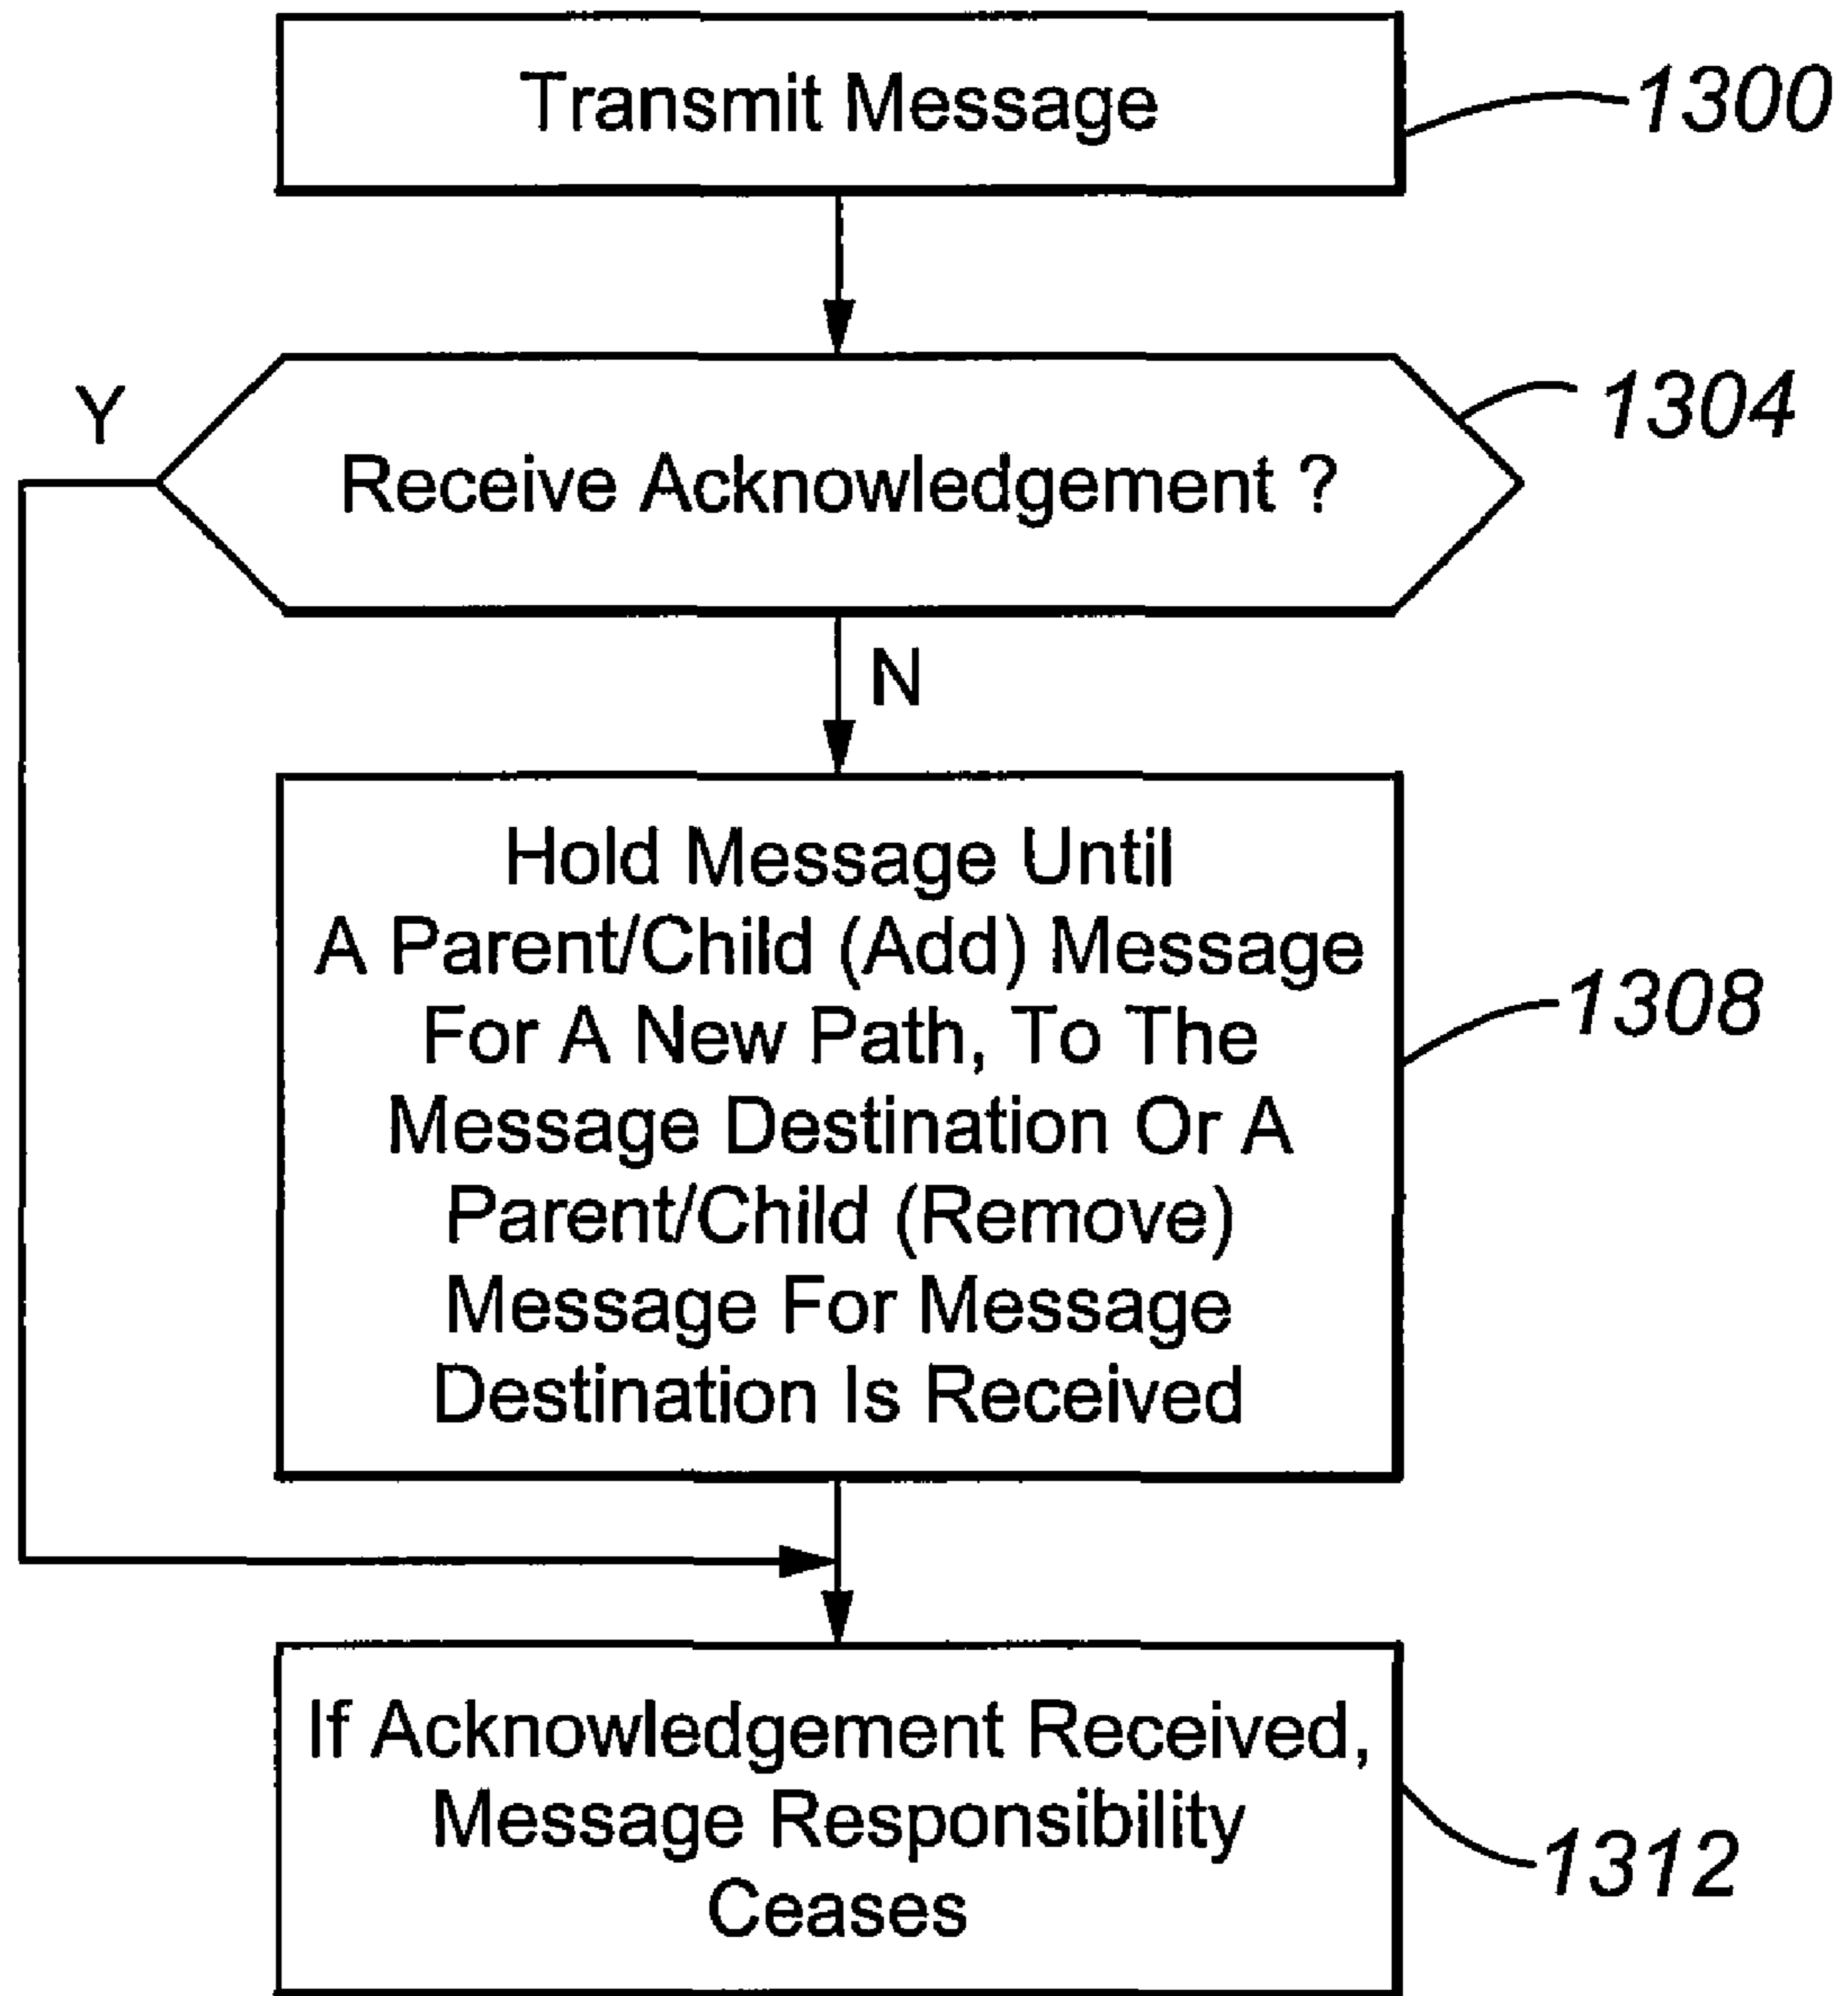 Transmit Message
1300
Y
1304
Receive Acknowledgement ?
N
Hold Message Until
A Parent/Child (Add) Message
For A New Path, To The
Message Destination Or A
Parent/Child (Remove)
Message For Message
Destination Is Received
1308
If Acknowledgement Received,
Message Responsibility
Ceases
1312